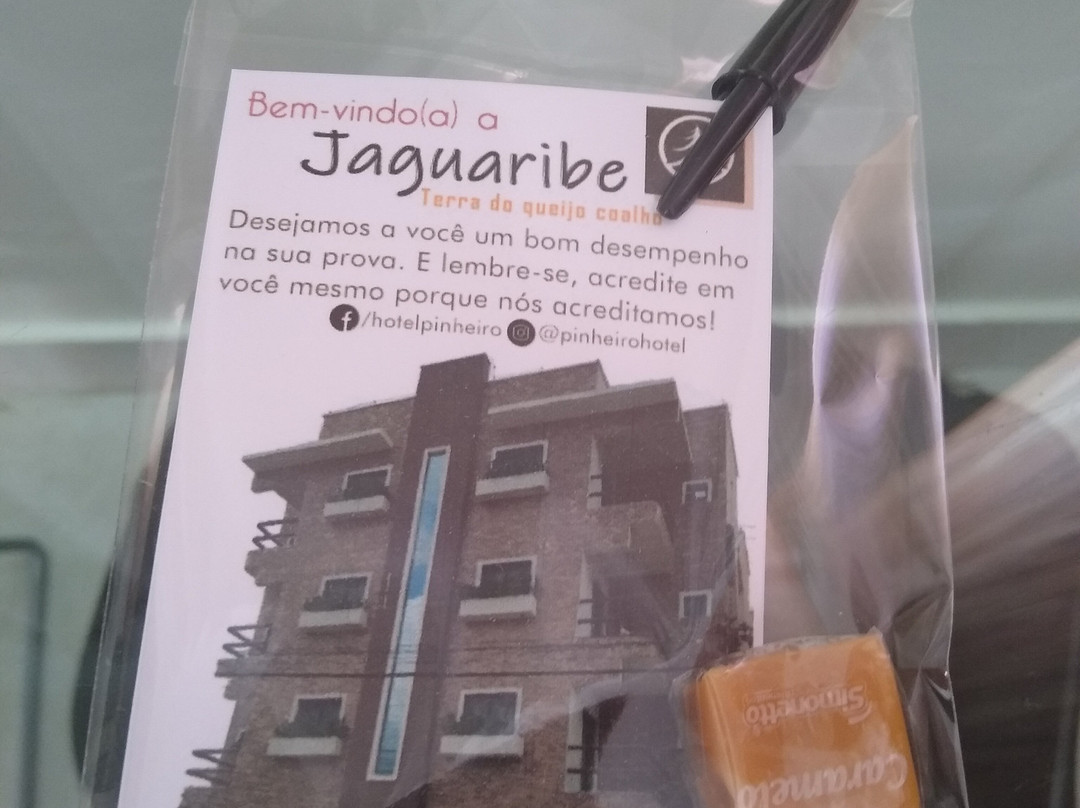 Bem-vindo(a) a
Jaguaribe
Terra do queijo coalho
Desejamos a você um bom desempenho
na sua prova. E lembre-se, acredite em
você mesmo porque nós acreditamos!
/hotelpinheiro @pinheirohotel
Simonetto
Caramelo